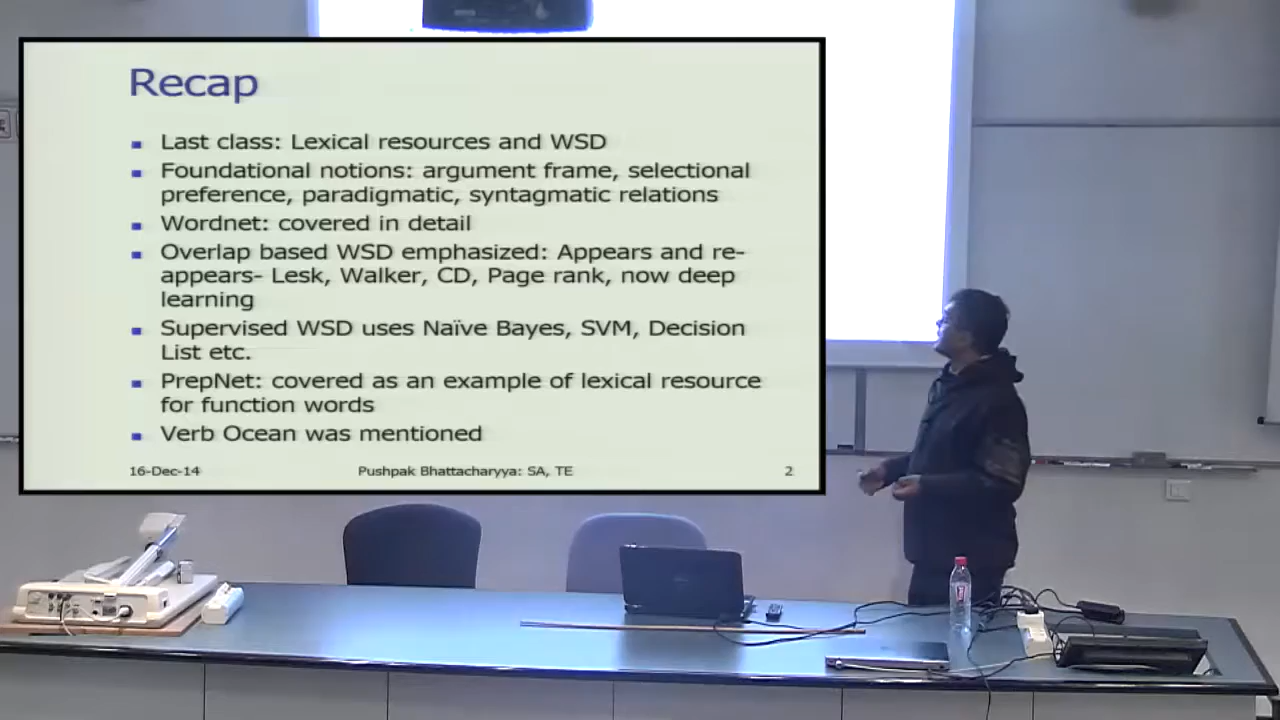 Recap
Last class: Lexical resources and WSD
Foundational notions: argument frame, selectional
preference, paradigmatic, syntagmatic relations
Wordnet: covered in detail
Overlap based WSD emphasized: Appears and re-
appears- Lesk, Walker, CD, Page rank, now deep
learning
Supervised WSD uses Naïve Bayes, SVM, Decision
List etc.
PrepNet: covered as an example of lexical resource
for function words
Verb Ocean was mentioned
16-Dec-14 Pushpak Bhattacharyya: SA, TE 2